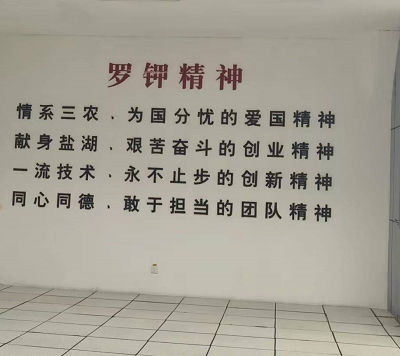 罗钾精神
情系三农、为国分忧的爱国精神
献身盐湖、艰苦奋斗的创业精神
一流技术、永不止步的创新精神
同心同德、敢于担当的团队精神